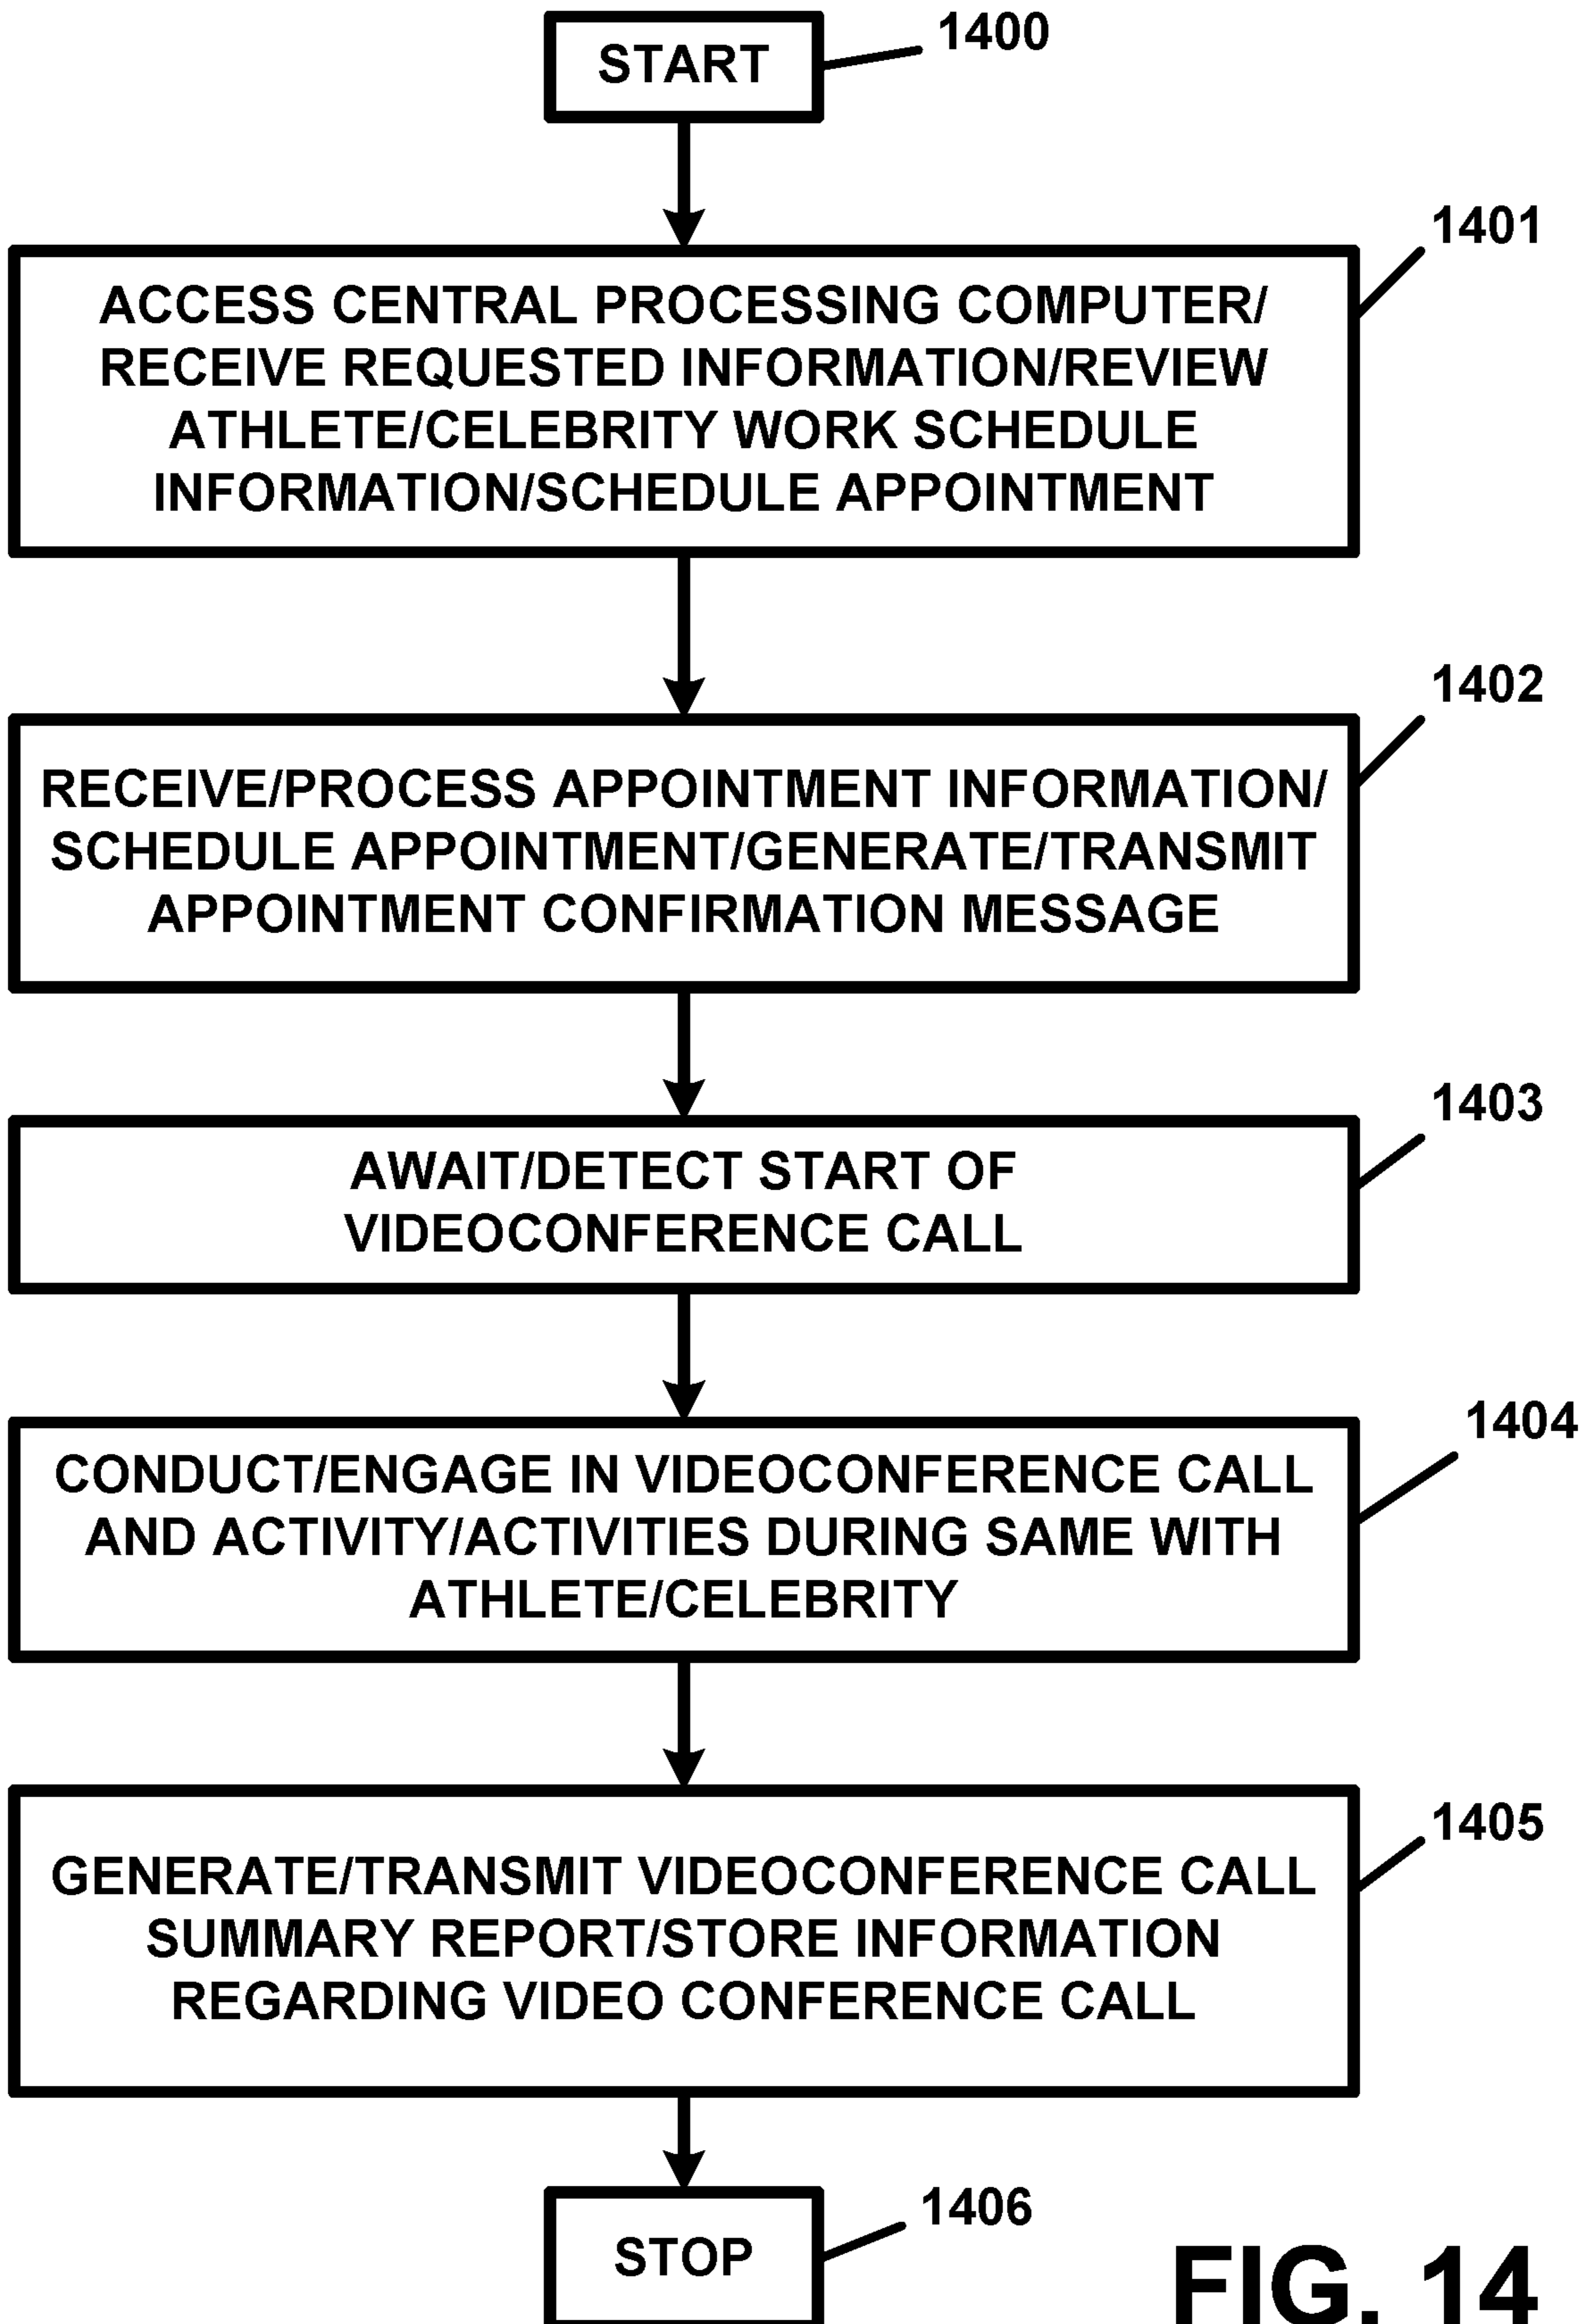 START
1400
1401
ACCESS CENTRAL PROCESSING COMPUTER/
RECEIVE REQUESTED INFORMATION/REVIEW
ATHLETE/CELEBRITY WORK SCHEDULE
INFORMATION/SCHEDULE APPOINTMENT
1402
RECEIVE/PROCESS APPOINTMENT INFORMATION/
SCHEDULE APPOINTMENT/GENERATE/TRANSMIT
APPOINTMENT CONFIRMATION MESSAGE
1403
AWAIT/DETECT START OF
VIDEOCONFERENCE CALL
1404
CONDUCT/ENGAGE IN VIDEOCONFERENCE CALL
AND ACTIVITY/ACTIVITIES DURING SAME WITH
ATHLETE/CELEBRITY
1405
GENERATE/TRANSMIT VIDEOCONFERENCE CALL
SUMMARY REPORT/STORE INFORMATION
REGARDING VIDEO CONFERENCE CALL
1406
STOP
FIG. 14